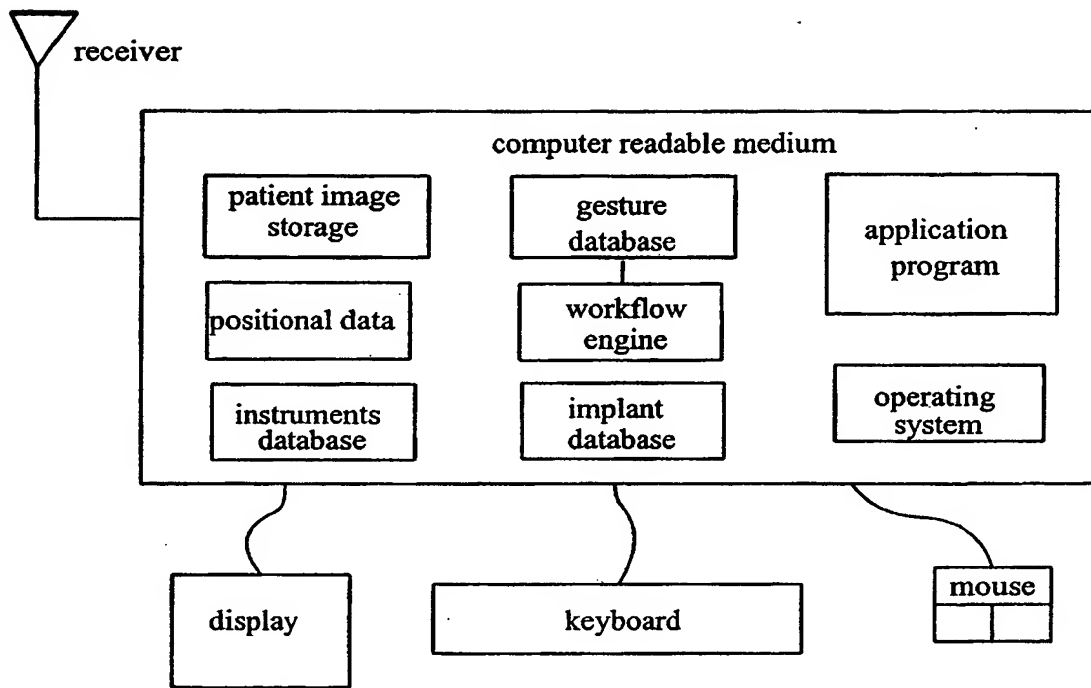 receiver
computer readable medium
patient image
storage
gesture
database
application
program
positional data
workflow
engine
instruments
database
implant
database
operating
system
display
keyboard
mouse